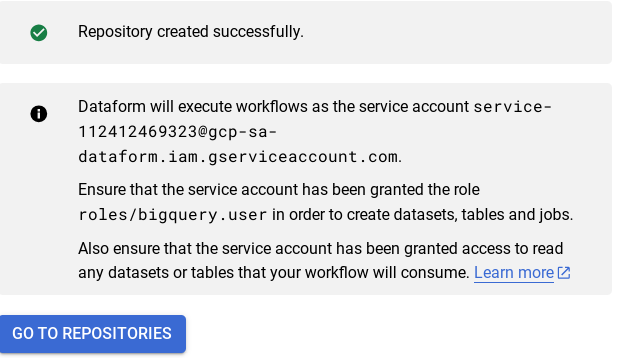 Repository created successfully.
Dataform will execute workflows as the service account service-
112412469323@gcp-sa-
dataform.iam.gserviceaccount.com.
Ensure that the service account has been granted the role
roles/bigquery.user in order to create datasets, tables and jobs.
Also ensure that the service account has been granted access to read
any datasets or tables that your workflow will consume. Learn more
GO TO REPOSITORIES